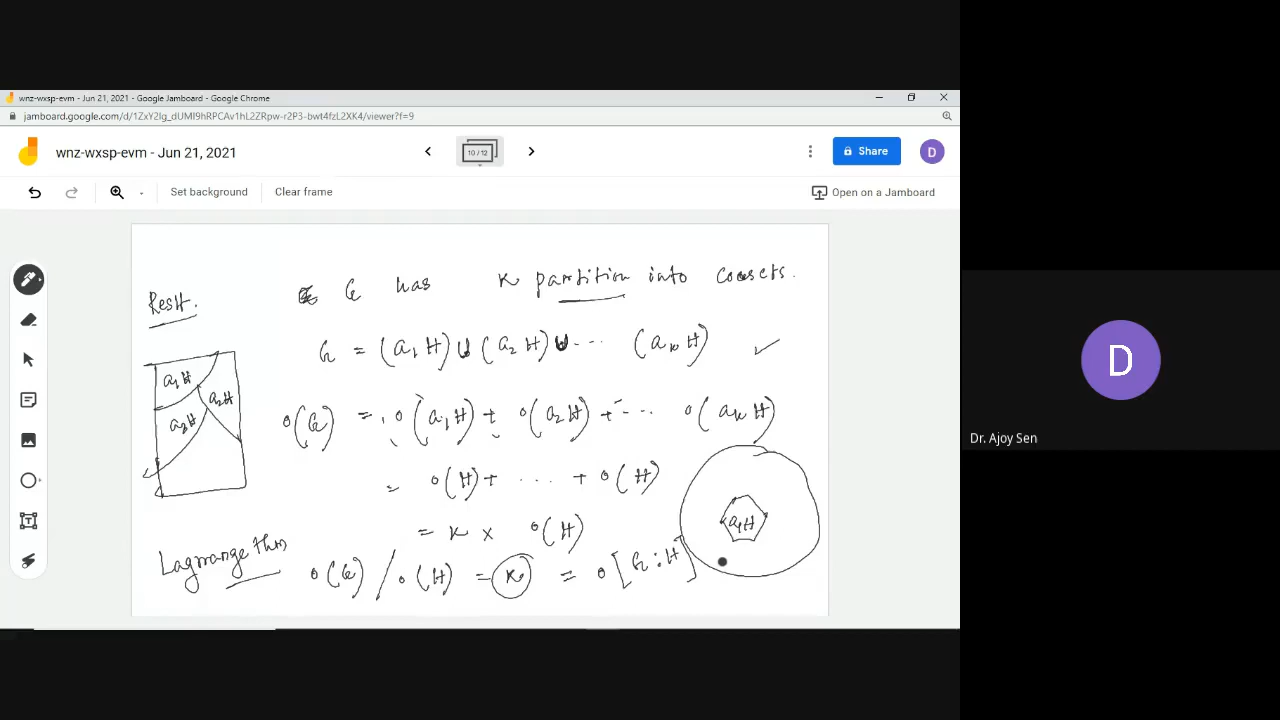 wnz-wxsp-evm - Jun 21, 2021 - Google Jamboard - Google Chrome
jamboard.google.com/d/1ZxY2Ig_dUMI9hRPCAv1hL2ZRpw-r2P3-bwt4fzL2XK4/viewer?f=9
wnz-wxsp-evm - Jun 21, 2021
10 / 12
Share
D
Set background
Clear frame
Open on a Jamboard
G has K partition into cosets.
Result.
G = (a₁H) ∪ (a₂H) ∪ ... (aₖH) ✓
a₁H
a₂H
a₃H
o(G) = o(a₁H) + o(a₂H) + ... o(aₖH)
= o(H) + ... + o(H)
= K × o(H)
a₁H
Lagrange thm
o(G) / o(H) = K = o[G:H]
D
Dr. Ajoy Sen